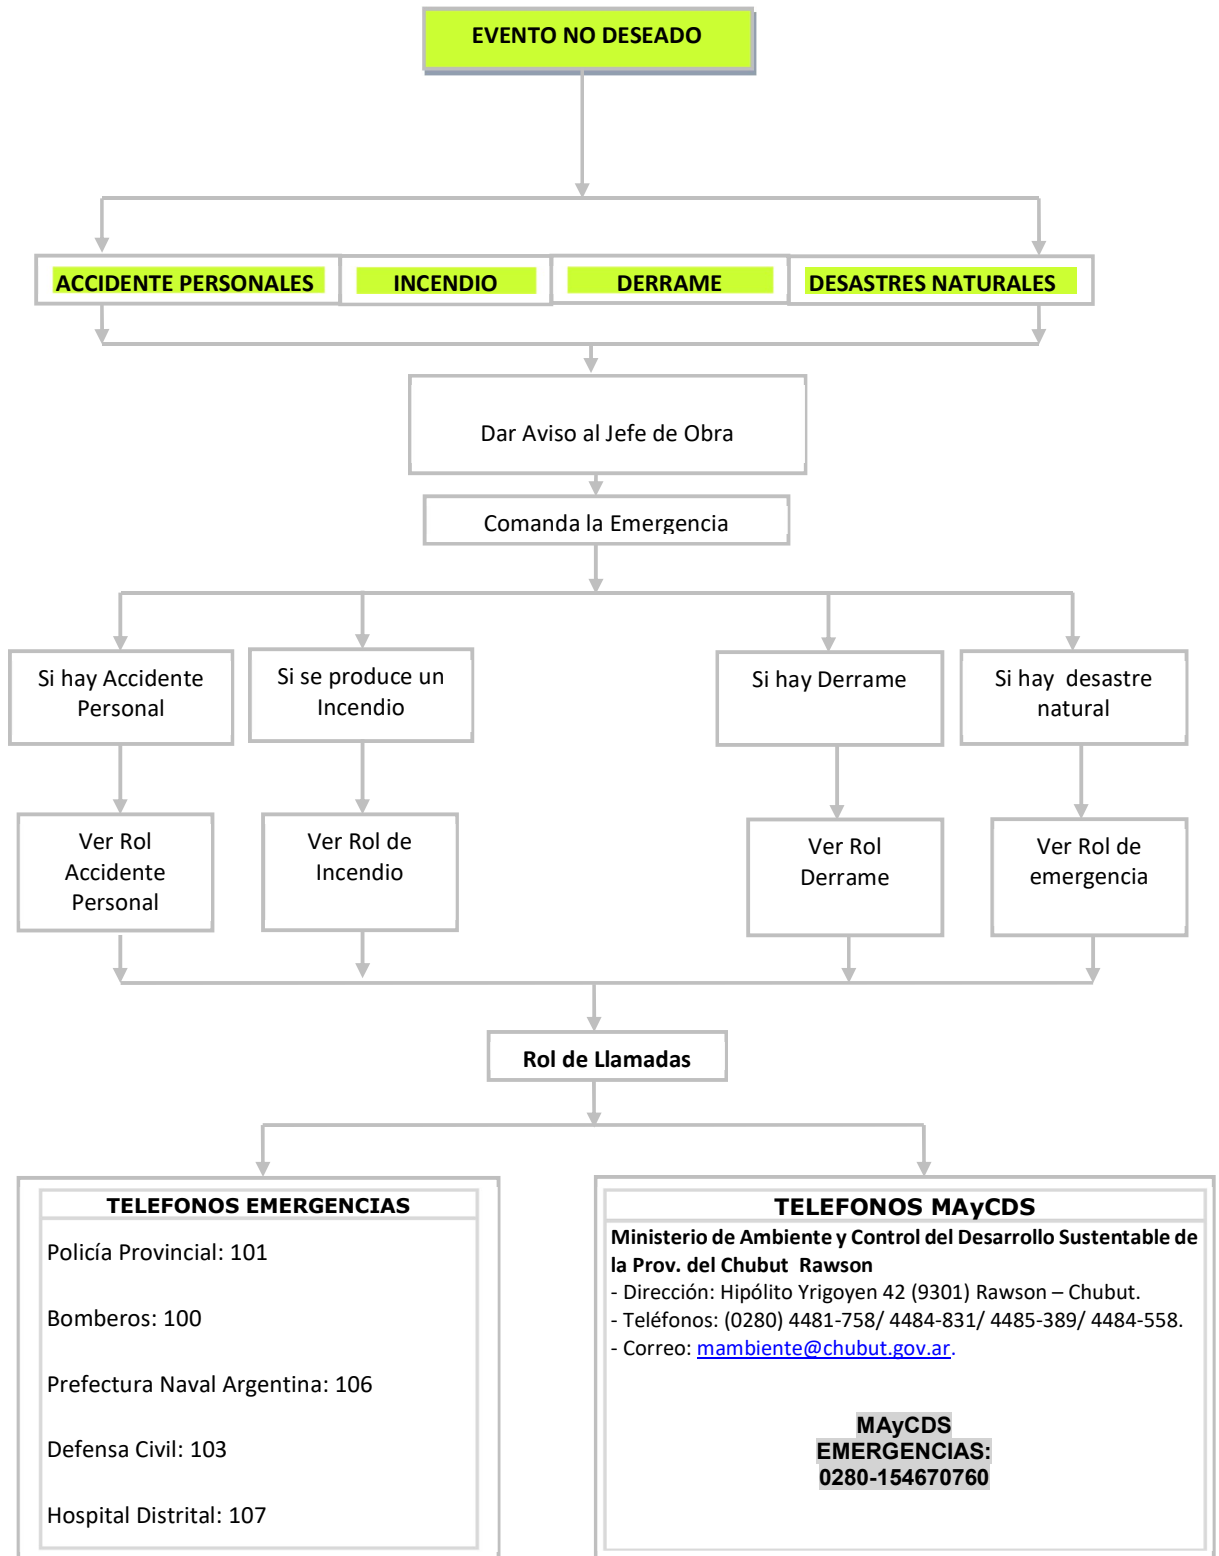 EVENTO NO DESEADO
ACCIDENTE PERSONALES
INCENDIO
DERRAME
DESASTRES NATURALES
Dar Aviso al Jefe de Obra
Comanda la Emergencia
Si hay Accidente
Personal
Si se produce un
Incendio
Si hay Derrame
Si hay desastre
natural
Ver Rol
Accidente
Personal
Ver Rol de
Incendio
Ver Rol
Derrame
Ver Rol de
emergencia
Rol de Llamadas
TELEFONOS EMERGENCIAS
Policía Provincial: 101
Bomberos: 100
Prefectura Naval Argentina: 106
Defensa Civil: 103
Hospital Distrital: 107
TELEFONOS MAyCDS
Ministerio de Ambiente y Control del Desarrollo Sustentable de
la Prov. del Chubut Rawson
- Dirección: Hipólito Yrigoyen 42 (9301) Rawson – Chubut.
- Teléfonos: (0280) 4481-758/ 4484-831/ 4485-389/ 4484-558.
- Correo: mambiente@chubut.gov.ar.
MAyCDS
EMERGENCIAS:
0280-154670760